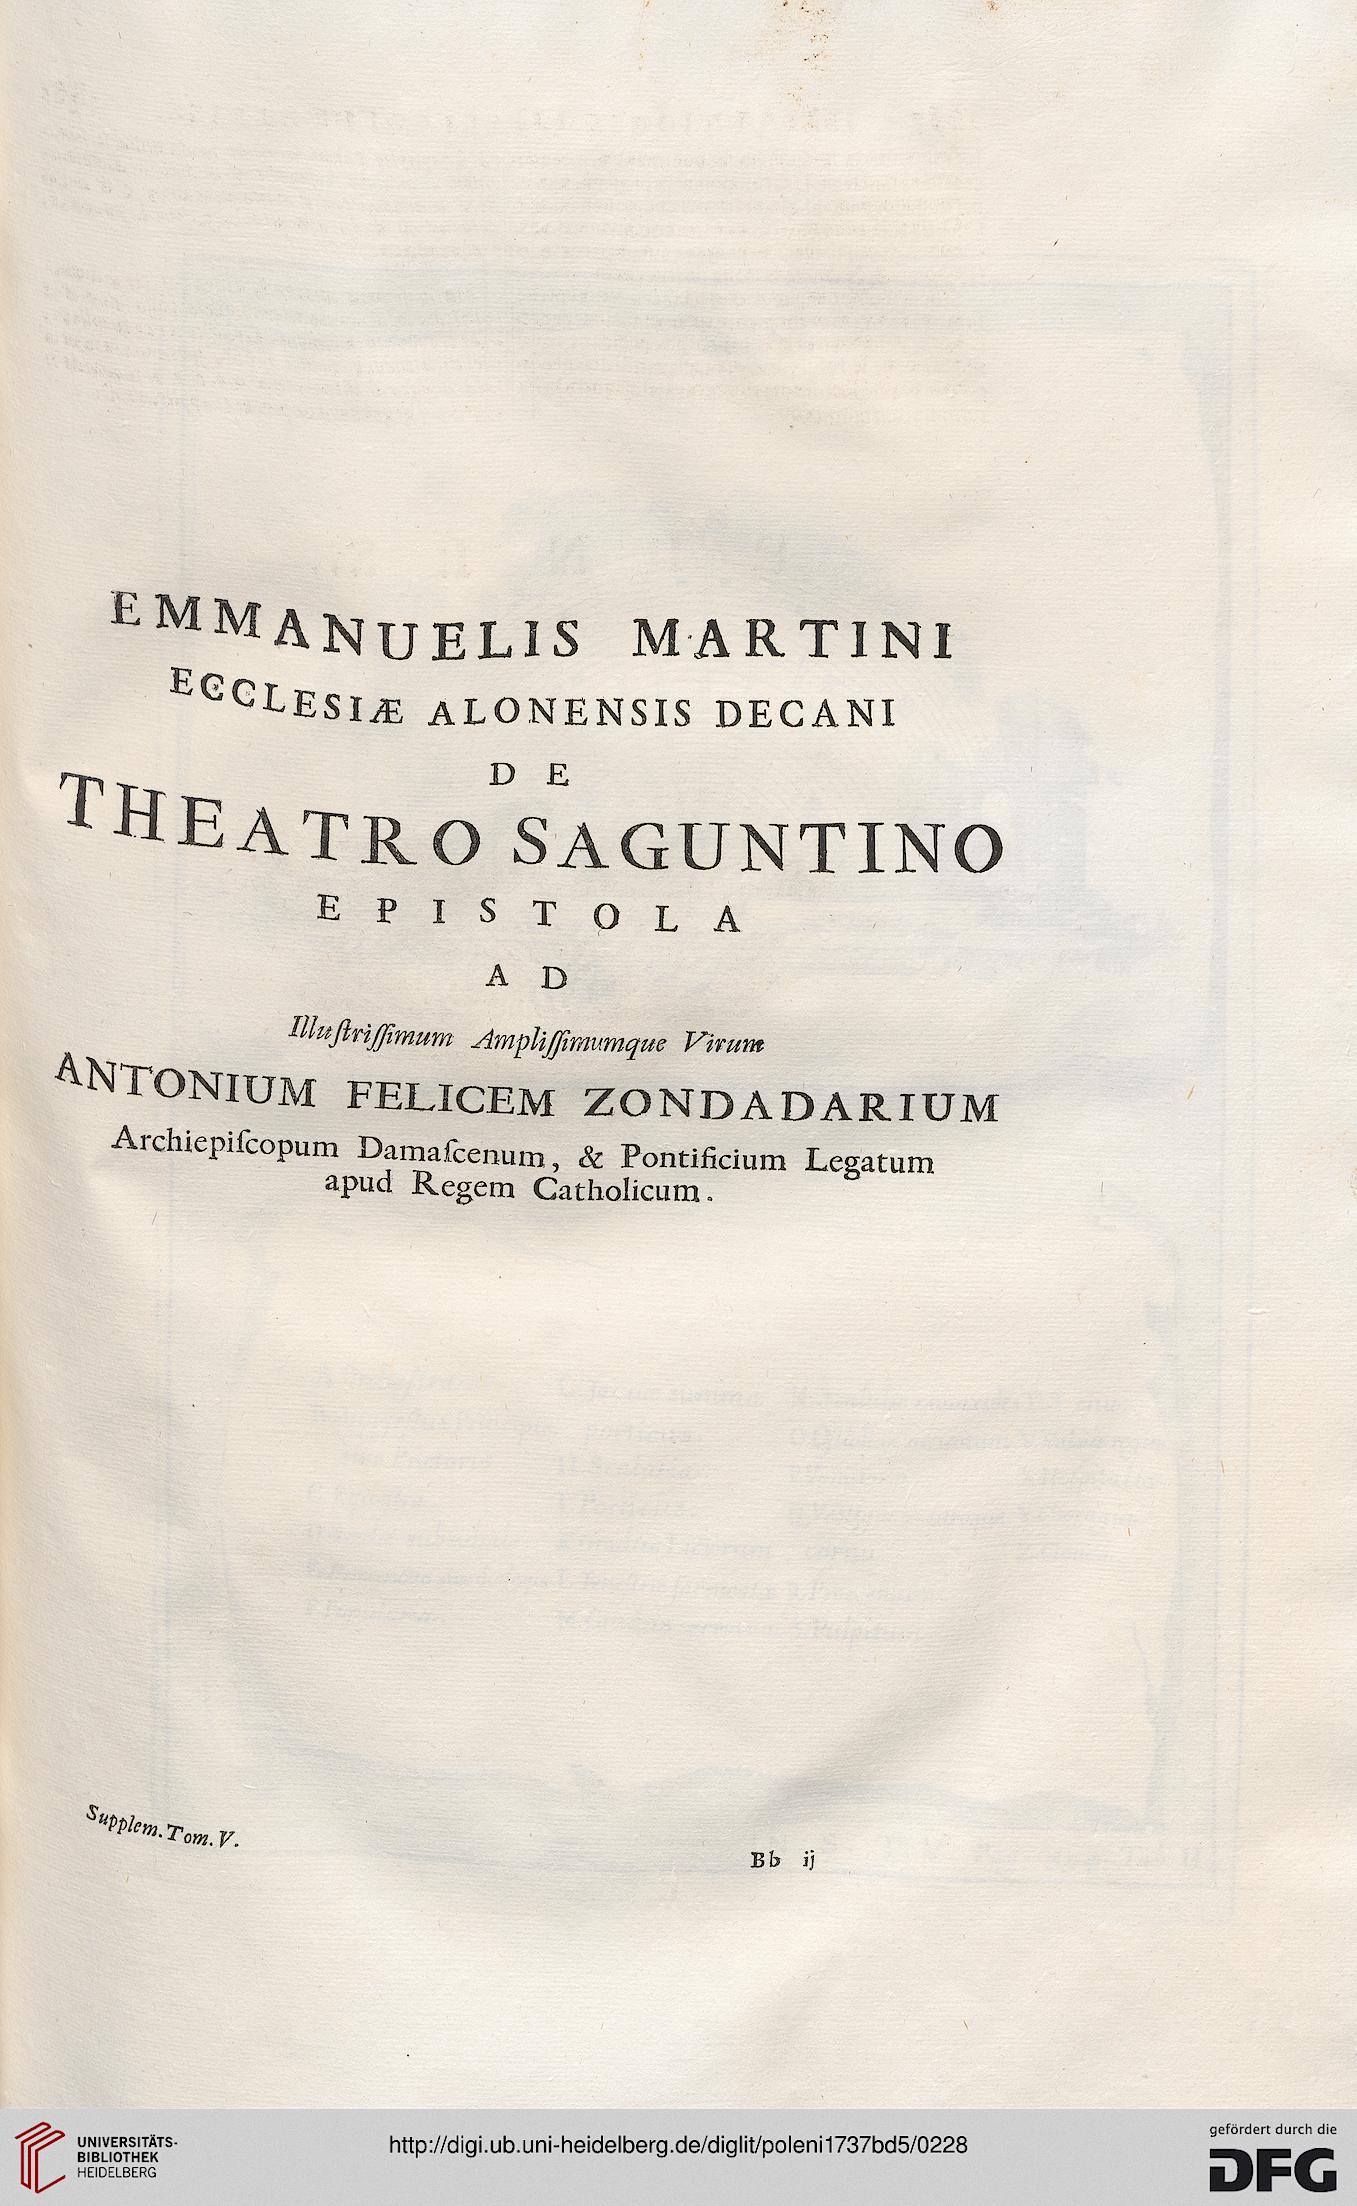 EMMANUELIS MARTINI
ECCLESIÆ ALONENSIS DECANI
DE
THEATRO SAGUNTINO
EPISTOLA
AD
Illuſtriſſimum Ampliſſimumque Virum
ANTONIUM FELICEM ZONDADARIUM
Archiepiſcopum Damaſcenum, & Pontificium Legatum
apud Regem Catholicum.
Supplem. Tom. V.
Bb ij
UNIVERSITÄTS-
BIBLIOTHEK
HEIDELBERG
http://digi.ub.uni-heidelberg.de/diglit/poleni1737bd5/0228
gefördert durch die
DFG